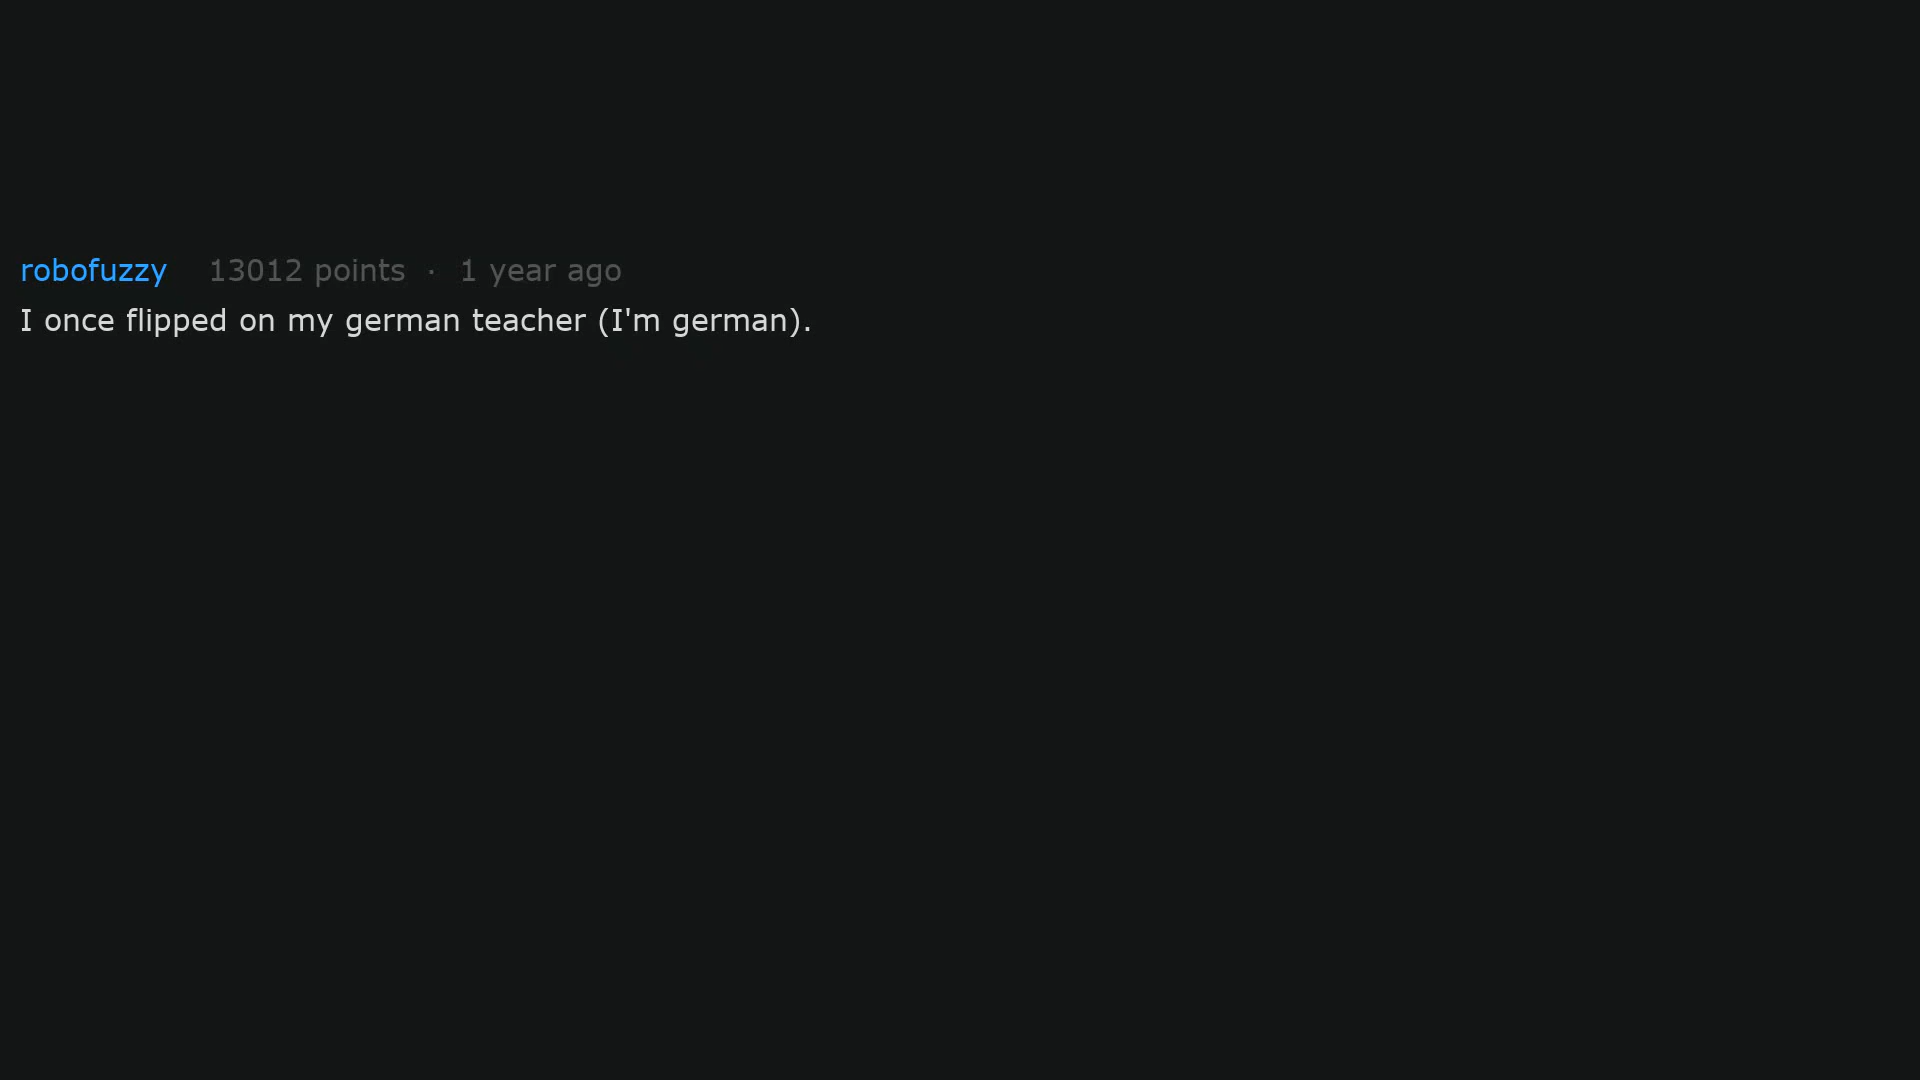 robofuzzy 13012 points · 1 year ago
I once flipped on my german teacher (I'm german).